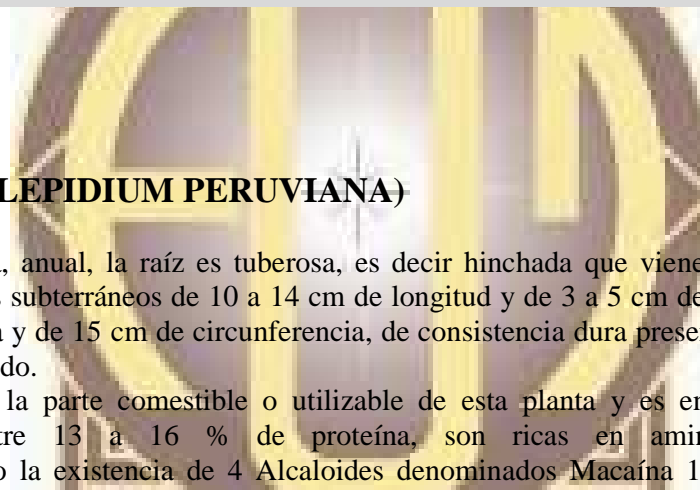 LEPIDIUM PERUVIANA)
, anual, la raíz es tuberosa, es decir hinchada que viene
subterráneos de 10 a 14 cm de longitud y de 3 a 5 cm de
y de 15 cm de circunferencia, de consistencia dura prese
do.
la parte comestible o utilizable de esta planta y es en
tre 13 a 16 % de proteína, son ricas en amin
la existencia de 4 Alcaloides denominados Macaína 1